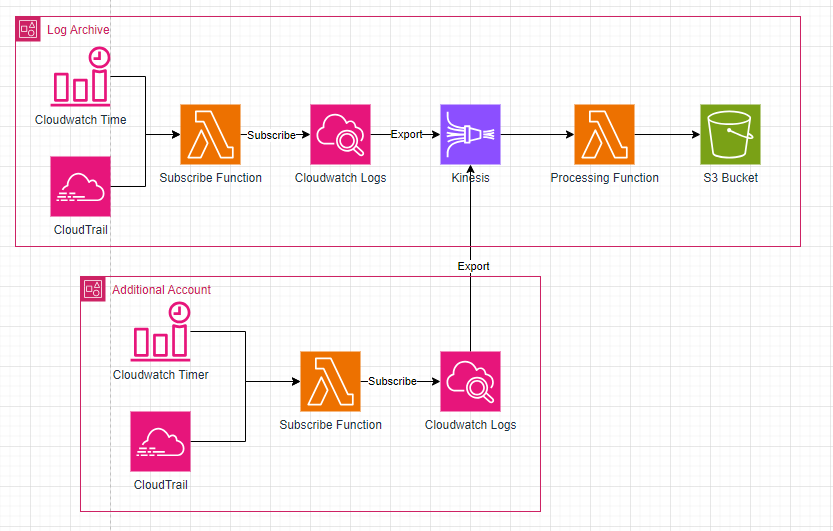 Log Archive
Cloudwatch Time
Subscribe
Export
Subscribe Function
Cloudwatch Logs
Kinesis
Processing Function
S3 Bucket
CloudTrail
Export
Additional Account
Cloudwatch Timer
Subscribe
Subscribe Function
Cloudwatch Logs
CloudTrail